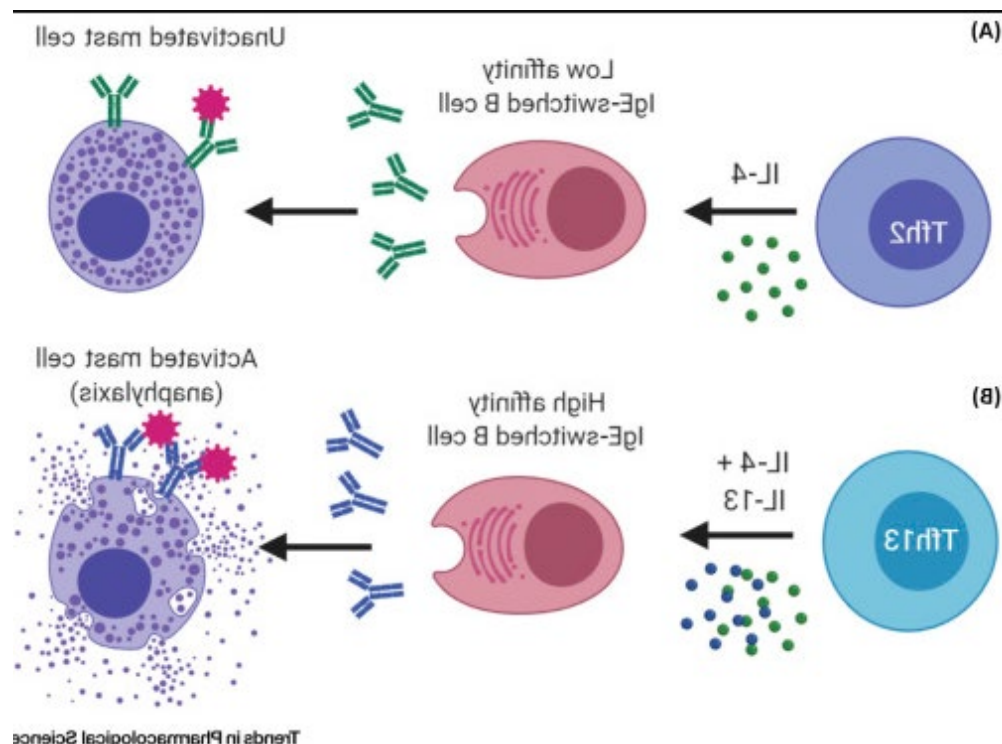 (A)
Tfh2
IL-4
Low affinity
IgE-switched B cell
Unactivated mast cell
(B)
Tfh13
IL-4 +
IL-13
High affinity
IgE-switched B cell
Activated mast cell
(anaphylaxis)
Trends in Pharmacological Science